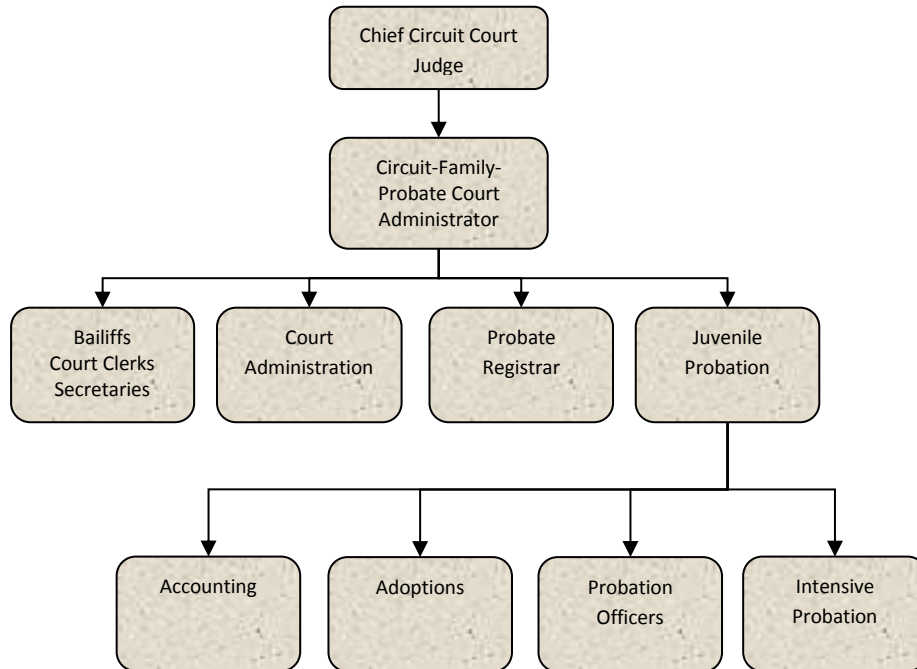 Chief Circuit Court
Judge
Circuit-Family-
Probate Court
Administrator
Bailiffs
Court Clerks
Secretaries
Court
Administration
Probate
Registrar
Juvenile
Probation
Accounting
Adoptions
Probation
Officers
Intensive
Probation